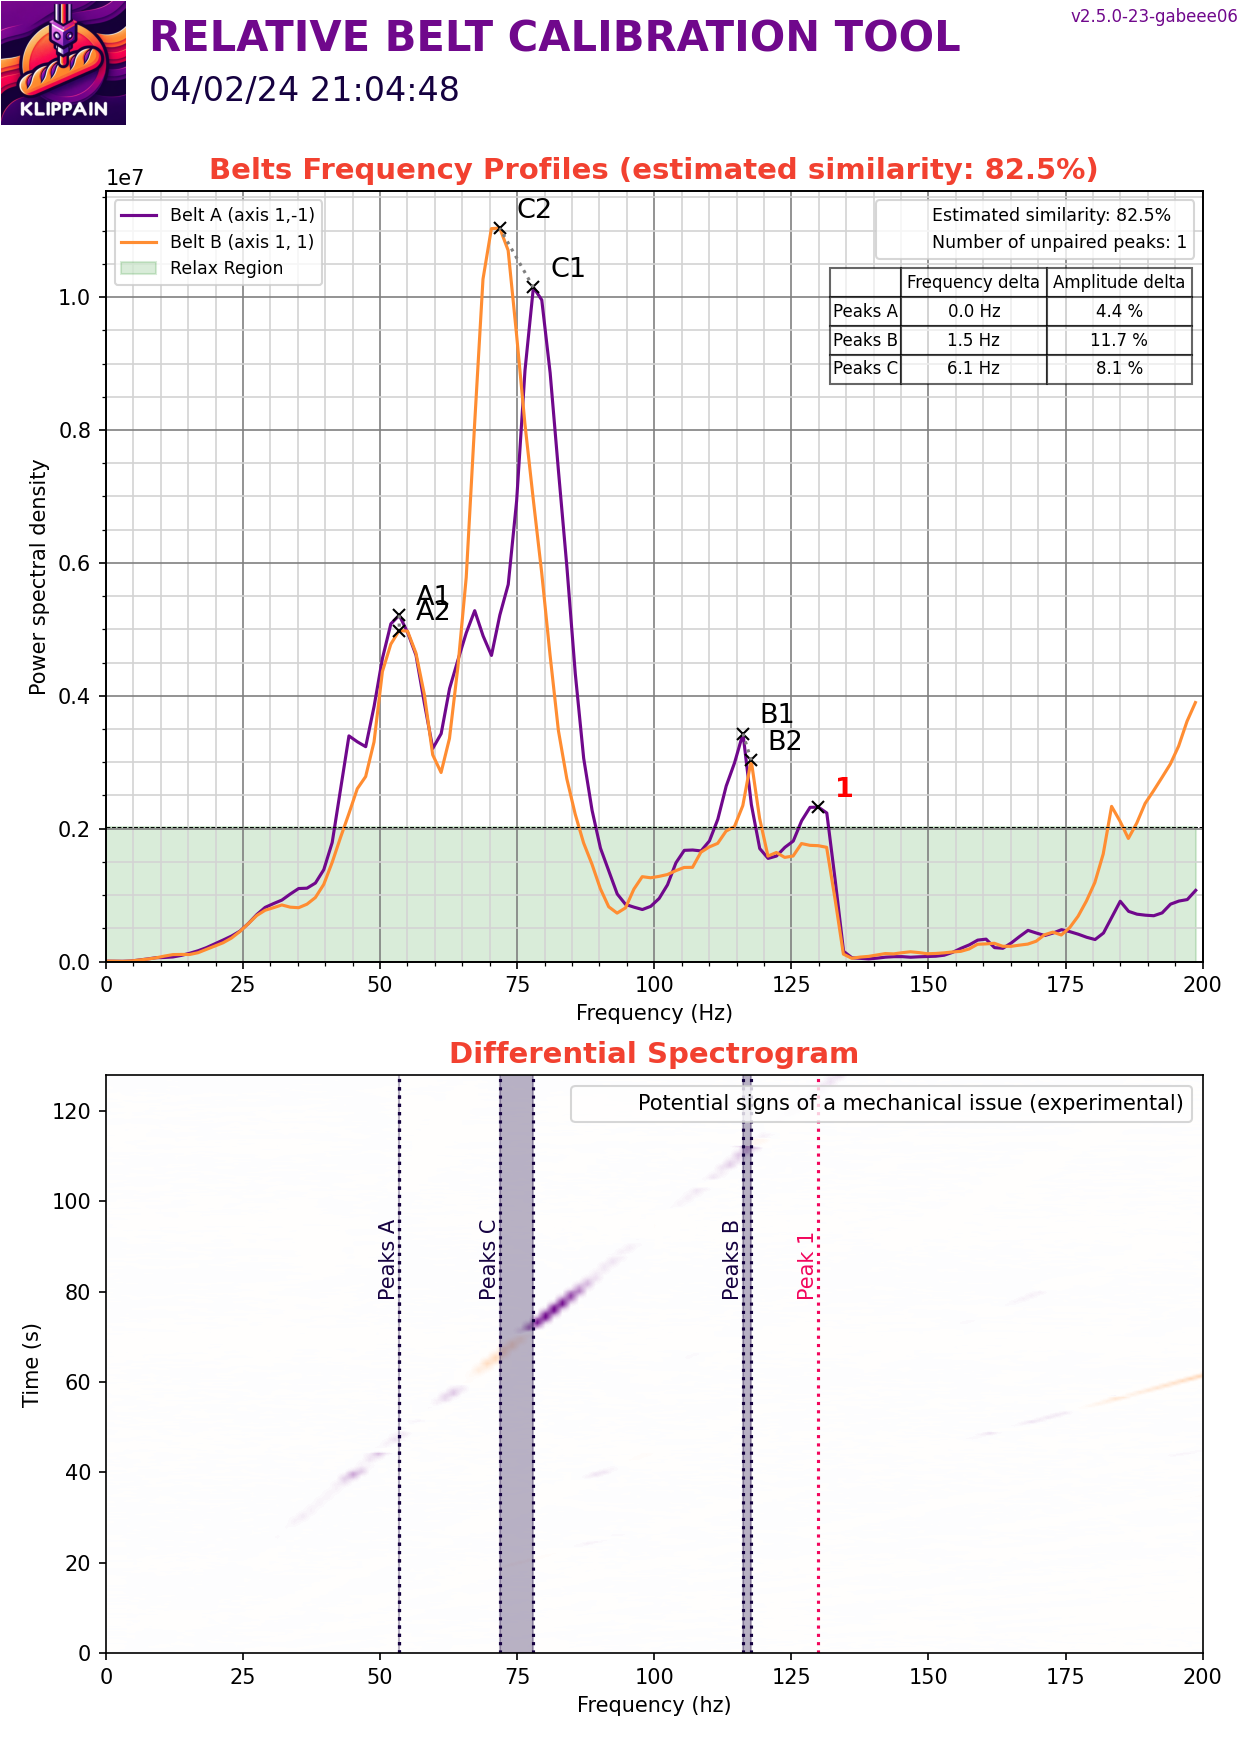 KLIPPAIN
RELATIVE BELT CALIBRATION TOOL
v2.5.0-23-gabeee06
04/02/24 21:04:48
Belts Frequency Profiles (estimated similarity: 82.5%)
1e7
Belt A (axis 1,-1)
Belt B (axis 1, 1)
Relax Region
Estimated similarity: 82.5%
Number of unpaired peaks: 1
Frequency delta Amplitude delta
Peaks A 0.0 Hz 4.4 %
Peaks B 1.5 Hz 11.7 %
Peaks C 6.1 Hz 8.1 %
C2
C1
A1
A2
B1
B2
1
Power spectral density
1.0
0.8
0.6
0.4
0.2
0.0
0 25 50 75 100 125 150 175 200
Frequency (Hz)
Differential Spectrogram
Potential signs of a mechanical issue (experimental)
Peaks A
Peaks C
Peaks B
Peak 1
Time (s)
120
100
80
60
40
20
0
0 25 50 75 100 125 150 175 200
Frequency (hz)